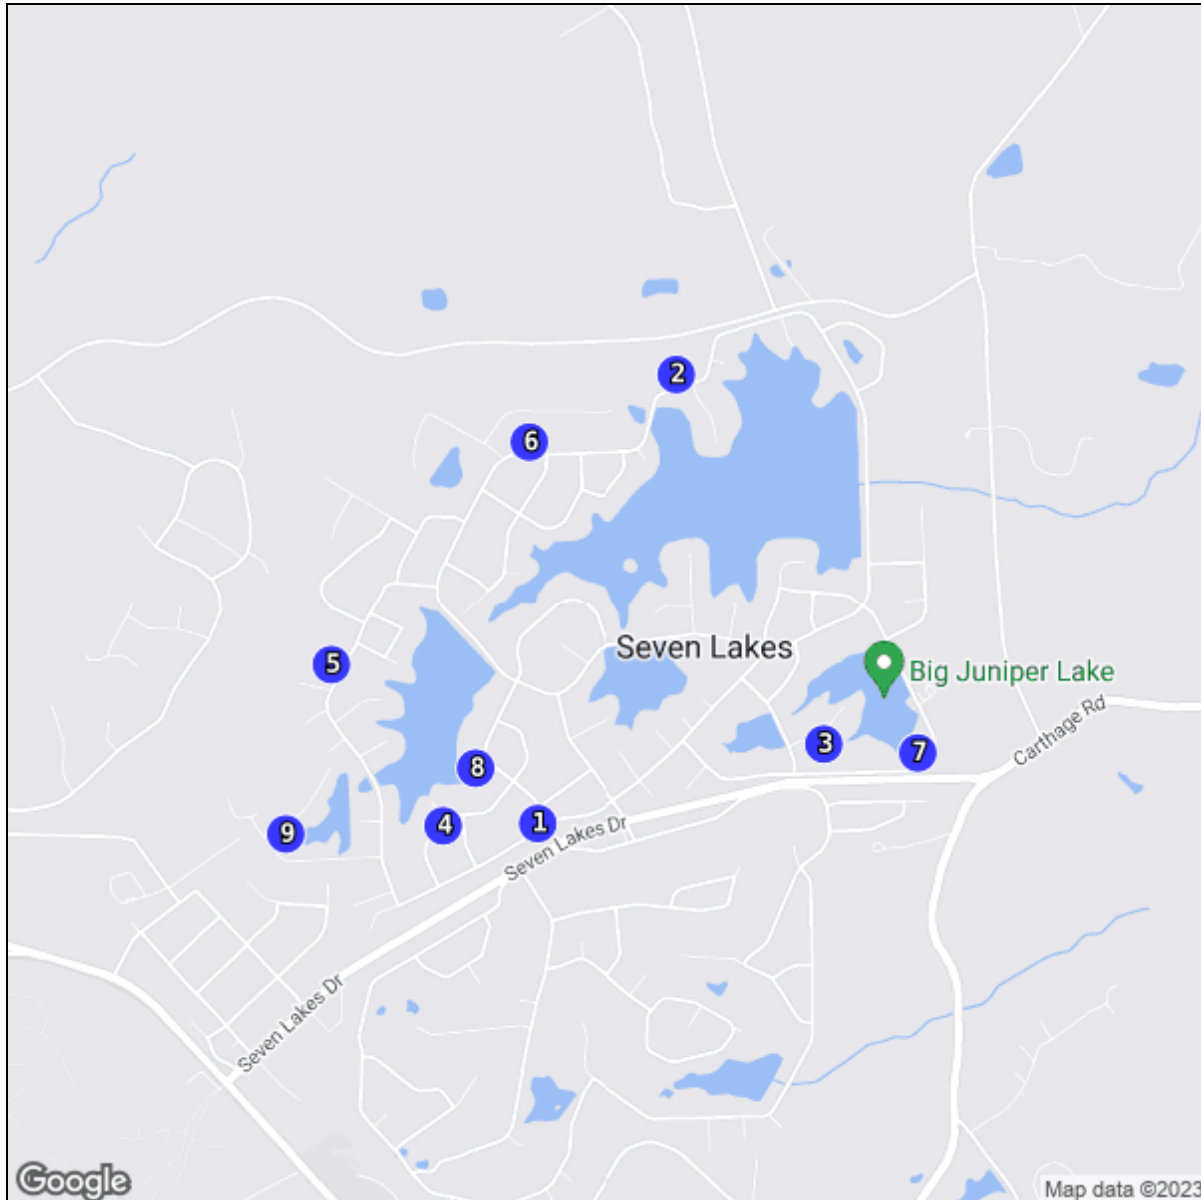 2
6
Seven Lakes
5
Big Juniper Lake
Carthage Rd
3
7
8
4
1
9
Seven Lakes Dr
Seven Lakes Dr
Google
Map data ©2023